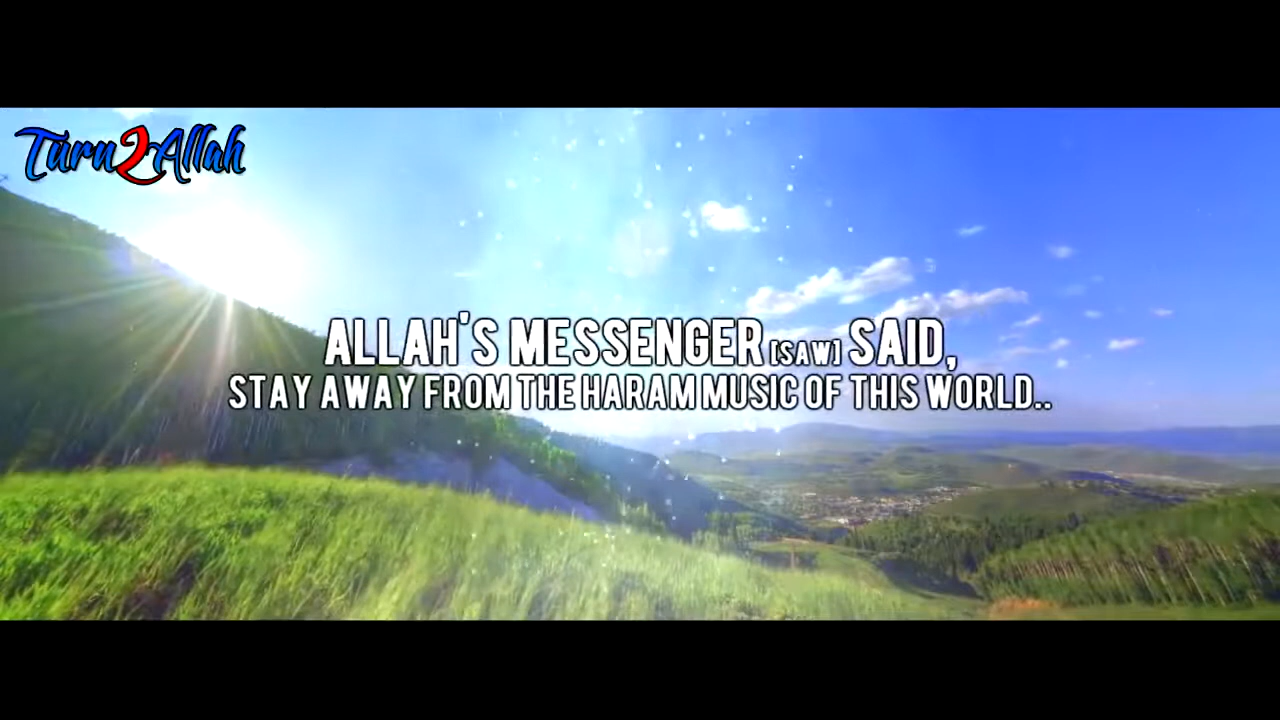 Turn2Allah
ALLAH'S MESSENGER [SAW] SAID,
STAY AWAY FROM THE HARAM MUSIC OF THIS WORLD..